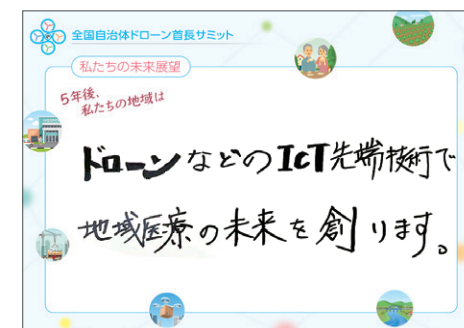 全国自治体ドローン首長サミット
私たちの未来展望
5年後、
私たちの地域は
ドローンなどのIcT先端技術で
地域医療の未来を創ります。